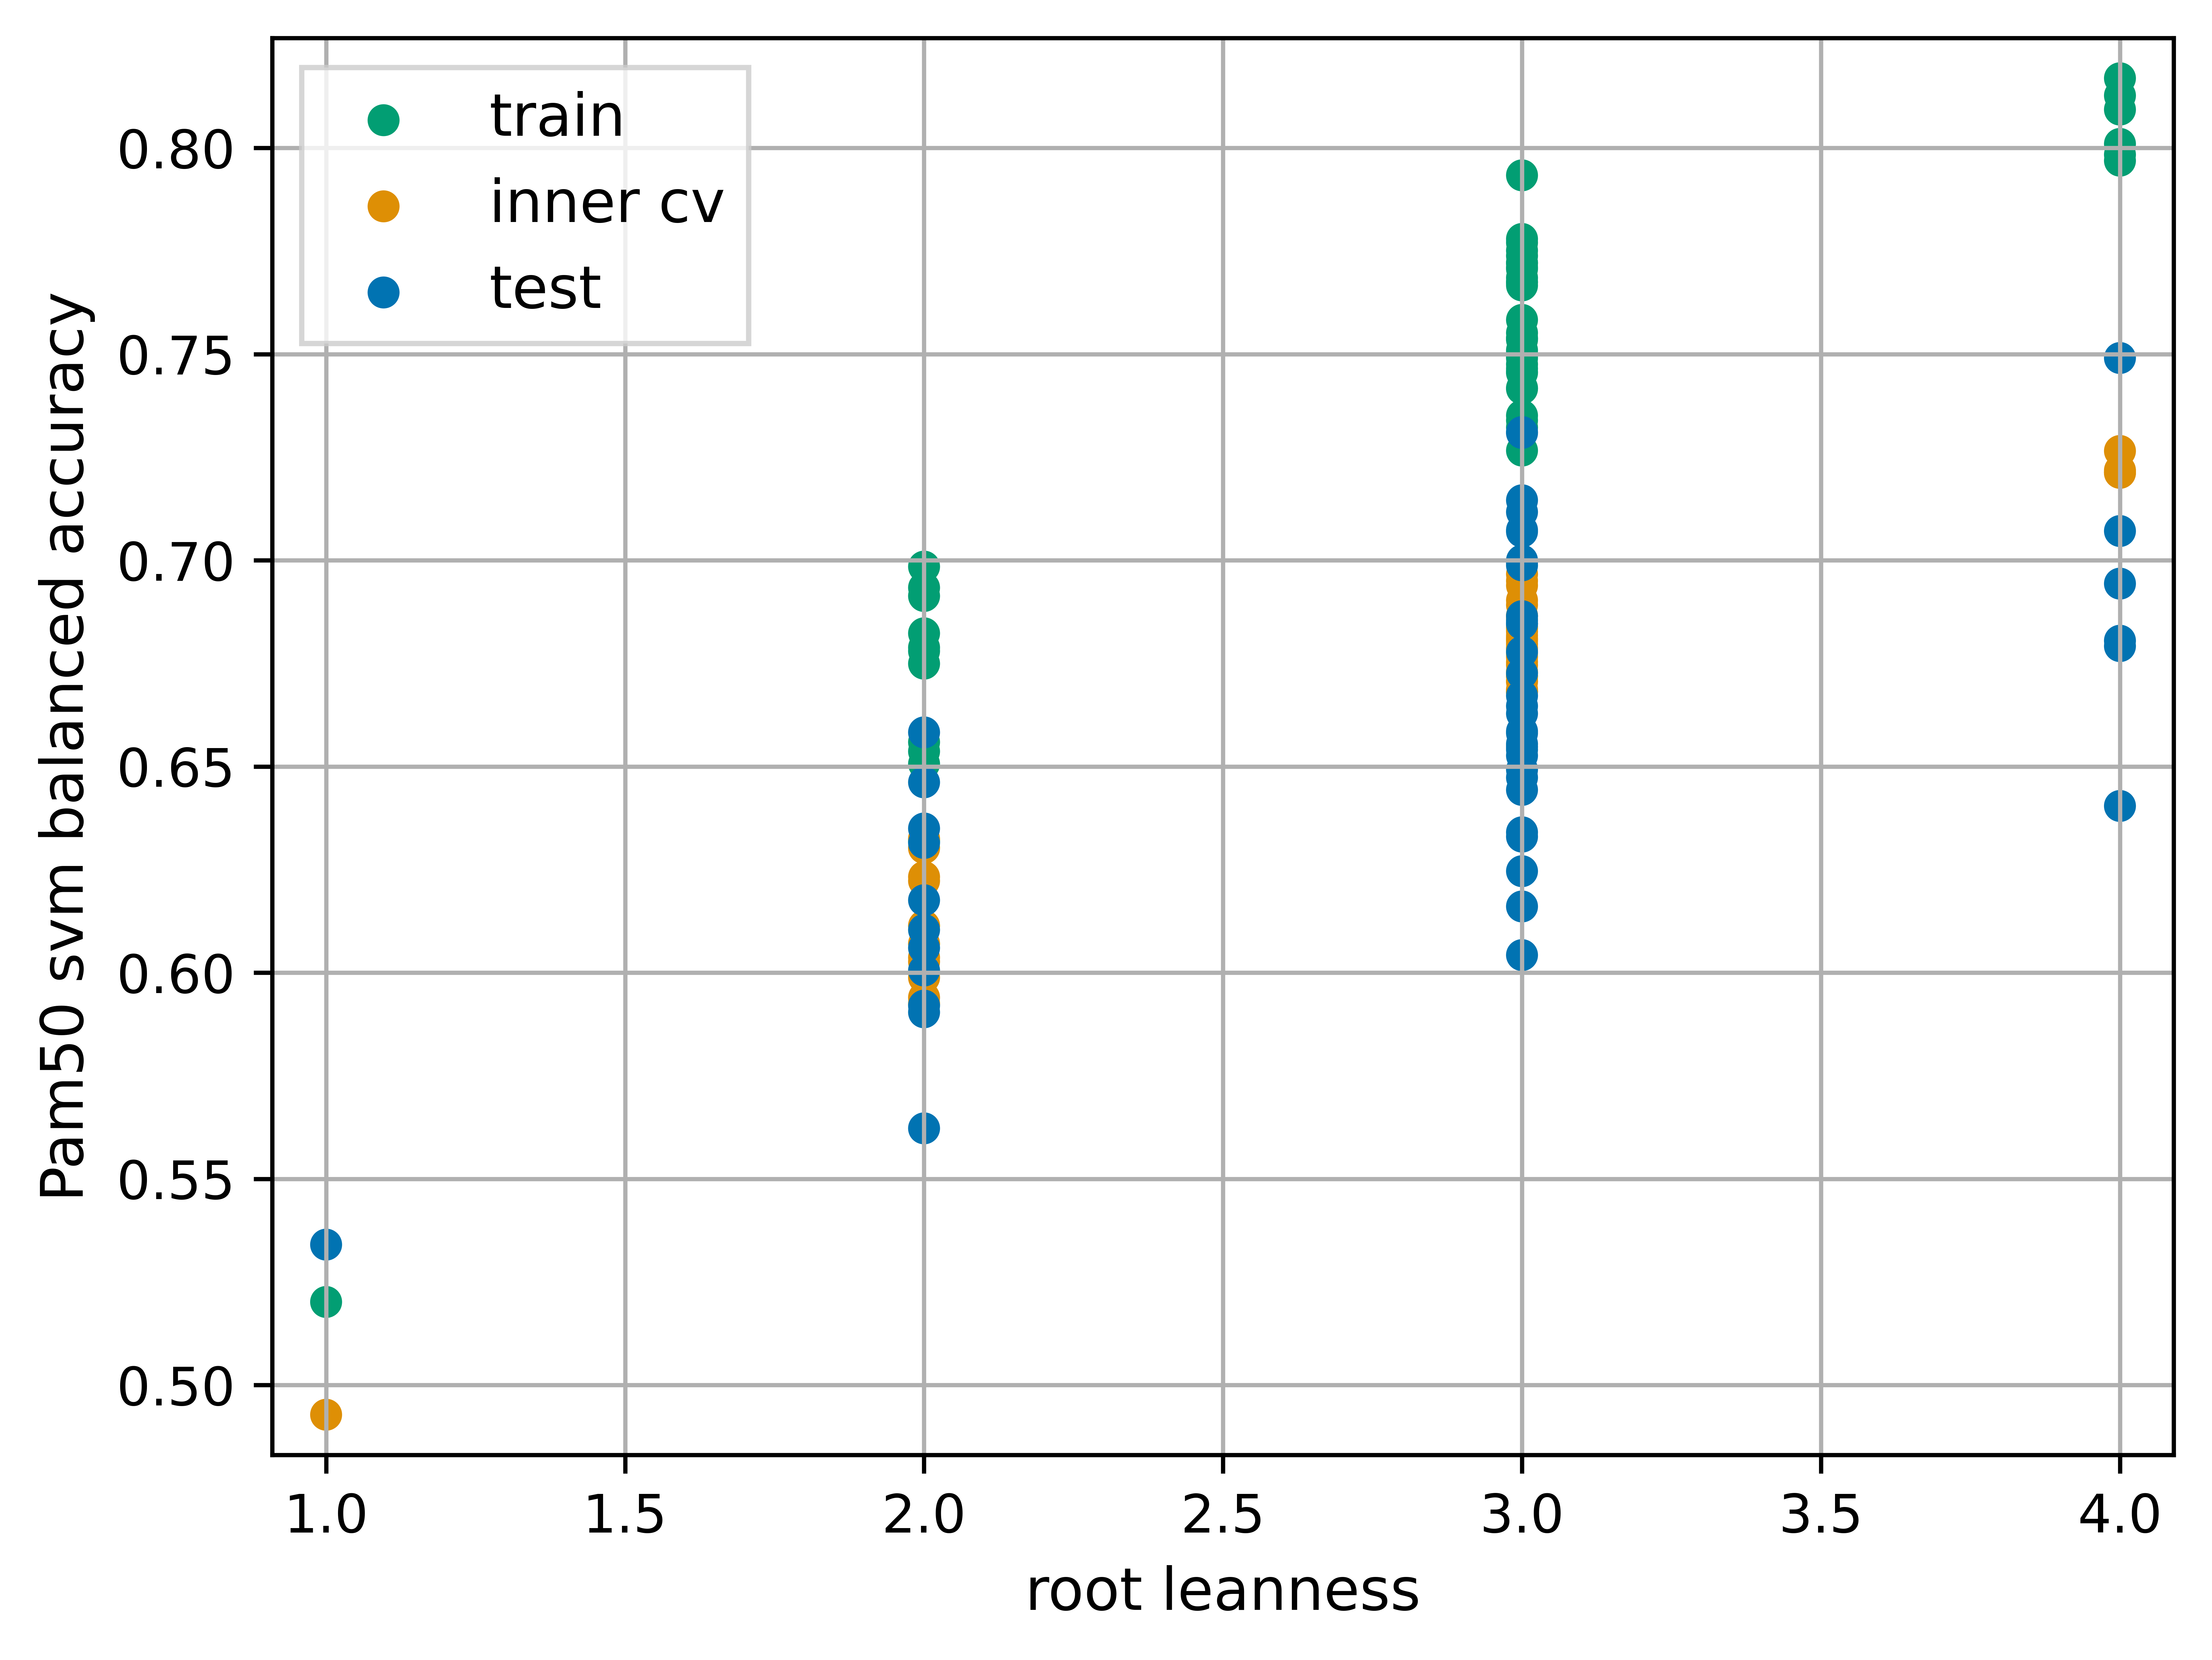 train
inner cv
test
0.80
0.75
0.70
0.65
0.60
0.55
0.50
Pam50 svm balanced accuracy
1.0 1.5 2.0 2.5 3.0 3.5 4.0
root leanness